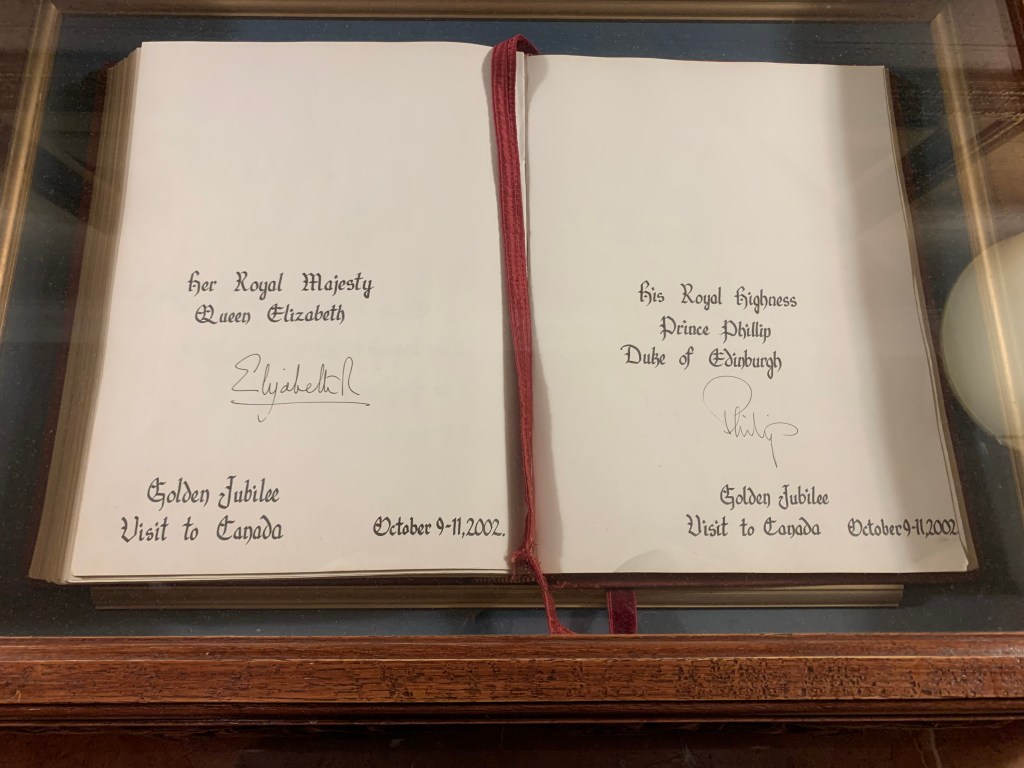 Her Royal Majesty
Queen Elizabeth
Elizabeth R
Golden Jubilee
Visit to Canada October 9-11, 2002.
His Royal Highness
Prince Phillip
Duke of Edinburgh
Philip
Golden Jubilee
Visit to Canada October 9-11, 2002